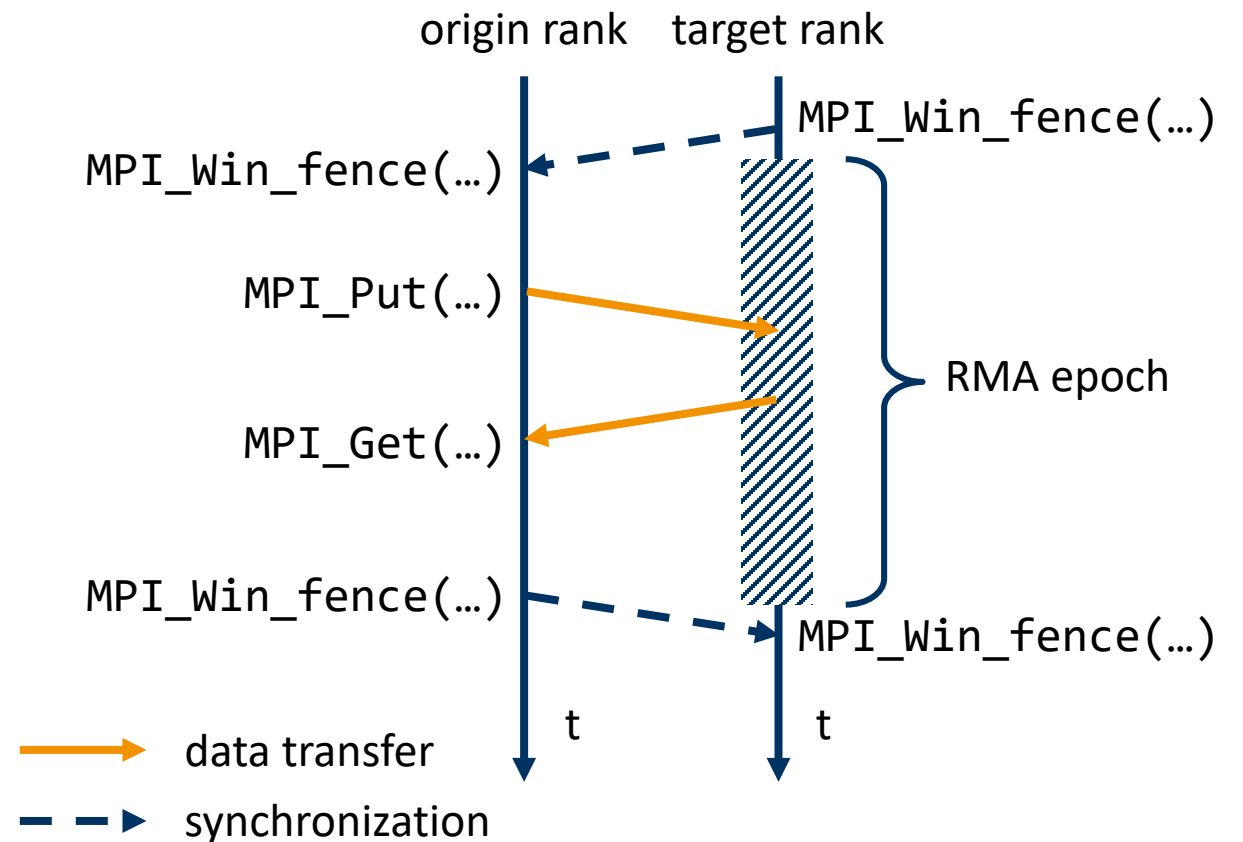 origin rank target rank
MPI_Win_fence(…)
MPI_Win_fence(…)
MPI_Put(…)
RMA epoch
MPI_Get(…)
MPI_Win_fence(…)
MPI_Win_fence(…)
t t
data transfer
synchronization